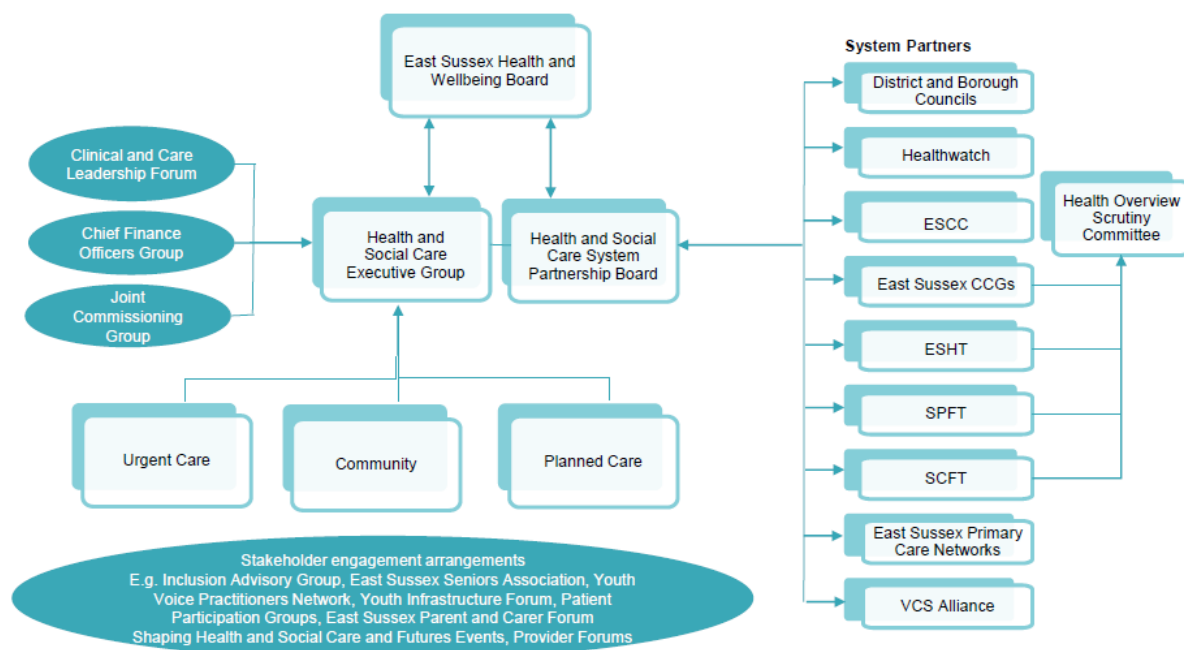 System Partners
East Sussex Health and
Wellbeing Board
District and Borough
Councils
Clinical and Care
Leadership Forum
Healthwatch
Chief Finance
Officers Group
Health and
Social Care
Executive Group
Health and Social
Care System
Partnership Board
ESCC
Health Overview
Scrutiny
Committee
East Sussex CCGs
Joint
Commissioning
Group
ESHT
SPFT
Urgent Care
Community
Planned Care
SCFT
East Sussex Primary
Care Networks
VCS Alliance
Stakeholder engagement arrangements
E.g. Inclusion Advisory Group, East Sussex Seniors Association, Youth
Voice Practitioners Network, Youth Infrastructure Forum, Patient
Participation Groups, East Sussex Parent and Carer Forum
Shaping Health and Social Care and Futures Events, Provider Forums